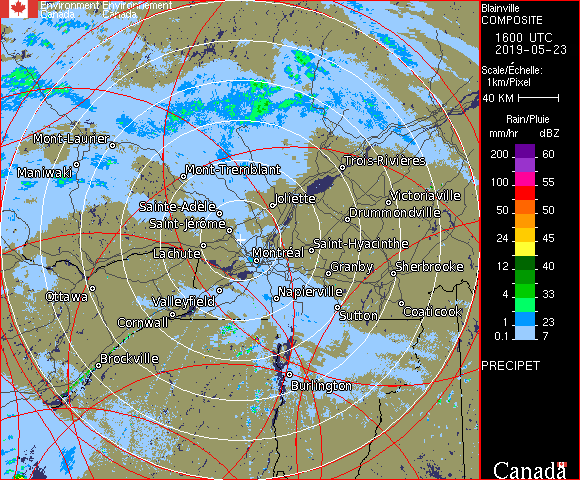 Environment Environnement
Canada Canada
Blainville
COMPOSITE
1600 UTC
2019-05-23
Scale/Échelle:
1km/Pixel
40 KM
Rain/Pluie
mm/hr dBZ
200 60
100 55
50 50
24 45
12 40
4 33
1 23
0.1 7
PRECIPET
Canada
Mont-Laurier
Maniwaki
Mont-Tremblant
Trois-Rivières
Joliette
Victoriaville
Sainte-Adele
Drummondville
Saint-Jérôme
Saint-Hyacinthe
Lachute
Montréal
Granby
Sherbrooke
Ottawa
Valleyfield
Napierville
Cornwall
Sutton
Coaticook
Brockville
Burlington